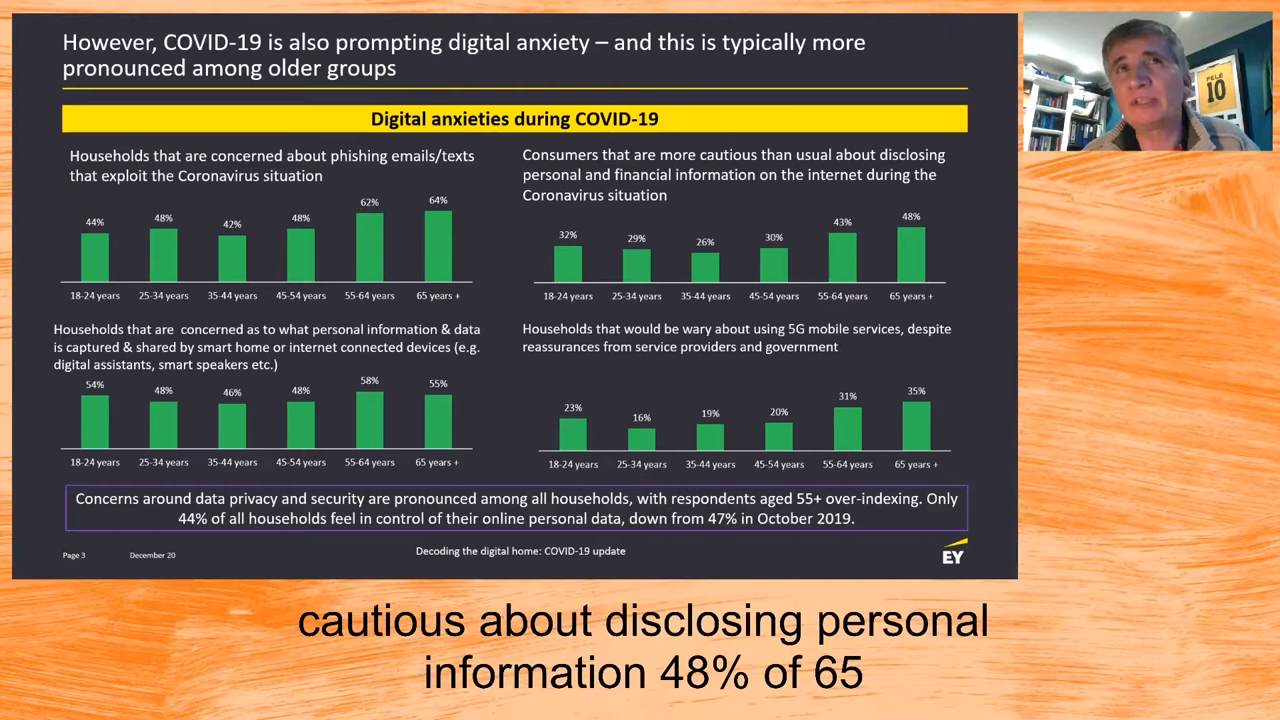 However, COVID-19 is also prompting digital anxiety – and this is typically more
pronounced among older groups
Digital anxieties during COVID-19
Households that are concerned about phishing emails/texts
that exploit the Coronavirus situation
44%
48%
42%
48%
62%
64%
18-24 years
25-34 years
35-44 years
45-54 years
55-64 years
65 years +
Consumers that are more cautious than usual about disclosing
personal and financial information on the internet during the
Coronavirus situation
32%
29%
26%
30%
43%
48%
18-24 years
25-34 years
35-44 years
45-54 years
55-64 years
65 years +
Households that are  concerned as to what personal information & data
is captured & shared by smart home or internet connected devices (e.g.
digital assistants, smart speakers etc.)
54%
48%
46%
48%
58%
55%
18-24 years
25-34 years
35-44 years
45-54 years
55-64 years
65 years +
Households that would be wary about using 5G mobile services, despite
reassurances from service providers and government
23%
16%
19%
20%
31%
35%
18-24 years
25-34 years
35-44 years
45-54 years
55-64 years
65 years +
Concerns around data privacy and security are pronounced among all households, with respondents aged 55+ over-indexing. Only
44% of all households feel in control of their online personal data, down from 47% in October 2019.
Page 3
December 20
Decoding the digital home: COVID-19 update
EY
PELE
10
cautious about disclosing personal
information 48% of 65